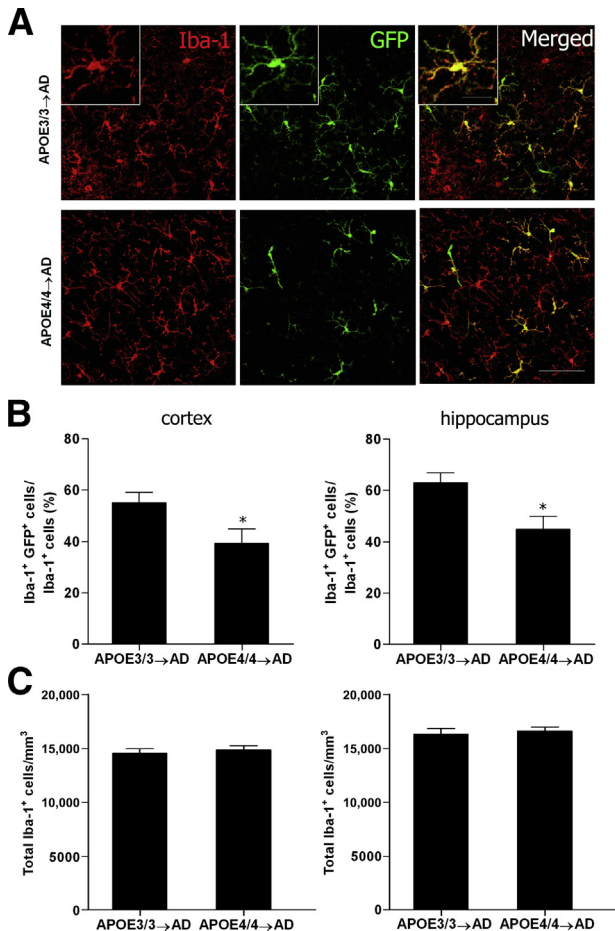 A
Iba-1
GFP
Merged
APOE3/3→AD
APOE4/4→AD
B
cortex
hippocampus
Iba-1⁺ GFP⁺ cells/
Iba-1⁺ cells (%)
80
60
40
20
0
*
APOE3/3→AD
APOE4/4→AD
Iba-1⁺ GFP⁺ cells/
Iba-1⁺ cells (%)
80
60
40
20
0
*
APOE3/3→AD
APOE4/4→AD
C
Total Iba-1⁺ cells/mm³
20,000
15,000
10,000
5000
0
APOE3/3→AD
APOE4/4→AD
Total Iba-1⁺ cells/mm³
20,000
15,000
10,000
5000
0
APOE3/3→AD
APOE4/4→AD